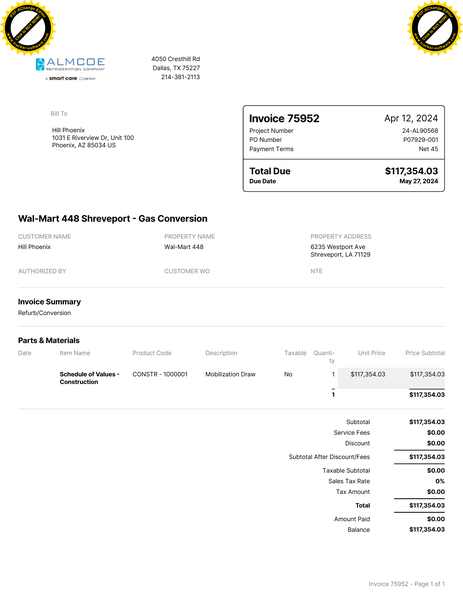 ALMCOE
REFRIGERATION COMPANY
A smart care COMPANY
4050 Cresthill Rd
Dallas, TX 75227
214-381-2113
Bill To
Hill Phoenix
1031 E Riverview Dr, Unit 100
Phoenix, AZ 85034 US
Invoice 75952 Apr 12, 2024
Project Number 24-AL90568
PO Number P07929-001
Payment Terms Net 45
Total Due $117,354.03
Due Date May 27, 2024
Wal-Mart 448 Shreveport - Gas Conversion
CUSTOMER NAME PROPERTY NAME PROPERTY ADDRESS
Hill Phoenix Wal-Mart 448 6235 Westport Ave
Shreveport, LA 71129
AUTHORIZED BY CUSTOMER WO NTE
Invoice Summary
Refurb/Conversion
Parts & Materials
Date Item Name Product Code Description Taxable Quanti- Unit Price Price Subtotal
ty
Schedule of Values - CONSTR - 1000001 Mobilization Draw No 1 $117,354.03 $117,354.03
Construction
1 $117,354.03
Subtotal $117,354.03
Service Fees $0.00
Discount $0.00
Subtotal After Discount/Fees $117,354.03
Taxable Subtotal $0.00
Sales Tax Rate 0%
Tax Amount $0.00
Total $117,354.03
Amount Paid $0.00
Balance $117,354.03
Invoice 75952 - Page 1 of 1